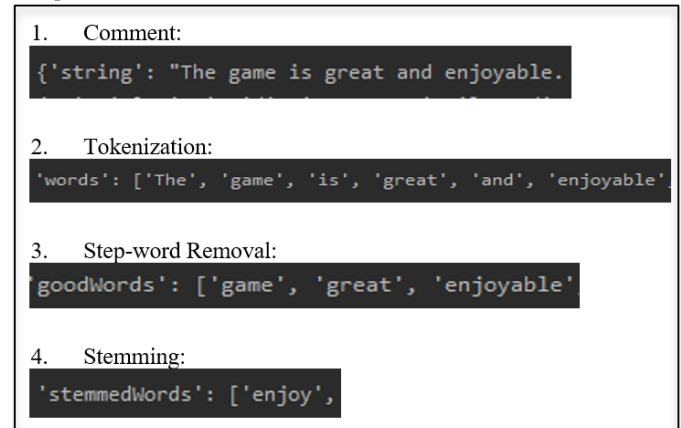 1. Comment:
{'string': "The game is great and enjoyable.
2. Tokenization:
'words': ['The', 'game', 'is', 'great', 'and', 'enjoyable'
3. Step-word Removal:
'goodWords': ['game', 'great', 'enjoyable'
4. Stemming:
'stemmedWords': ['enjoy',